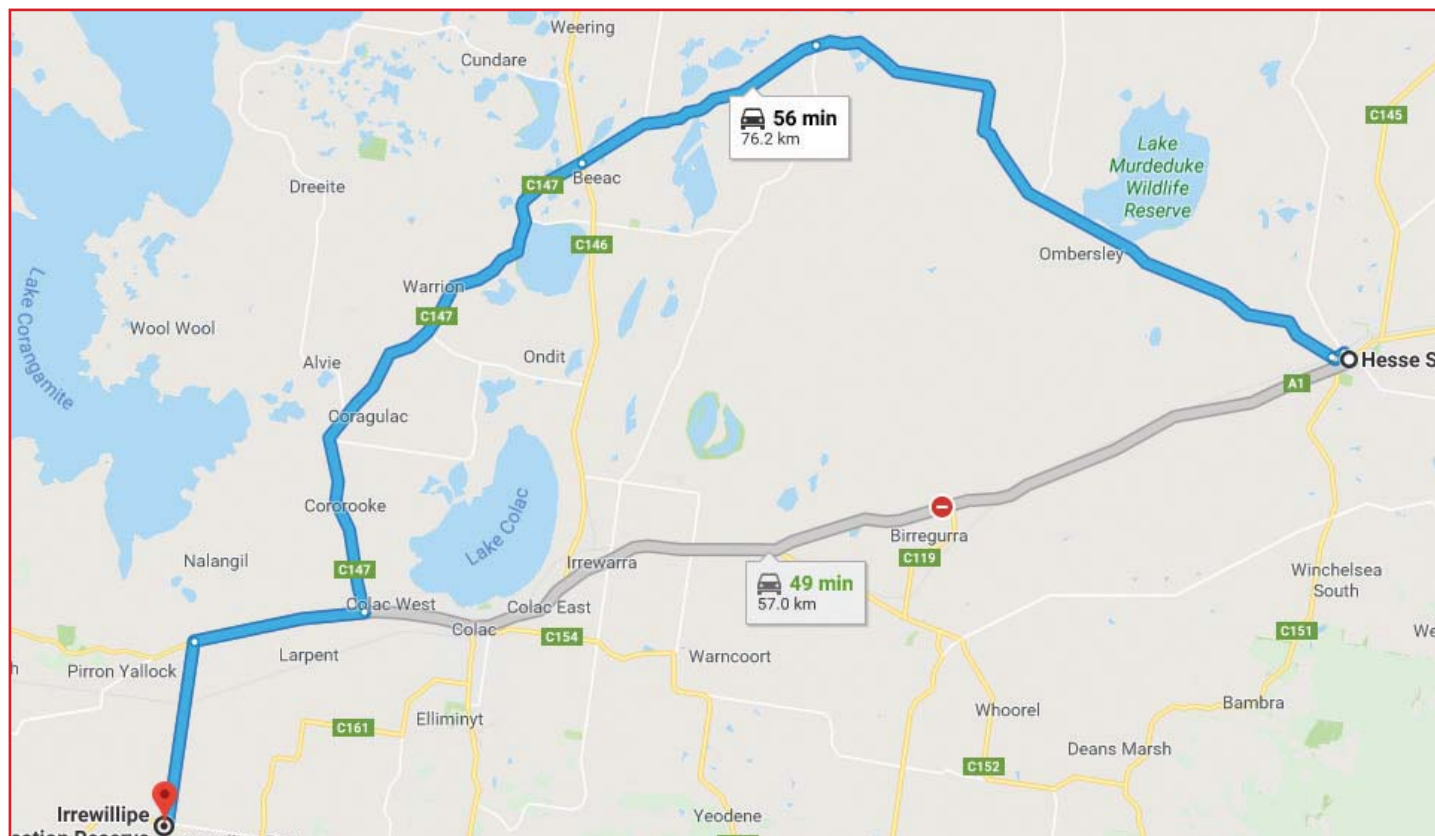 Weering
Cundare
56 min
76.2 km
C145
Lake
Murdeduke
Wildlife
Reserve
Dreeite
C147
Beeac
C146
Ombersley
Lake Corangamite
Warrion
C147
Wool Wool
Ondit
Alvie
Hesse S
A1
Coragulac
Cororooke
Lake Colac
Nalangil
Birregurra
Irrewarra
C119
C147
49 min
57.0 km
Winchelsea
South
Colac West
Colac East
Colac
C154
C151
We
Pirron Yallock
Larpent
Warncoort
Bambra
Elliminyt
C161
Whoorel
Deans Marsh
C152
Irrewillipe
Yeodene
ation Reserve